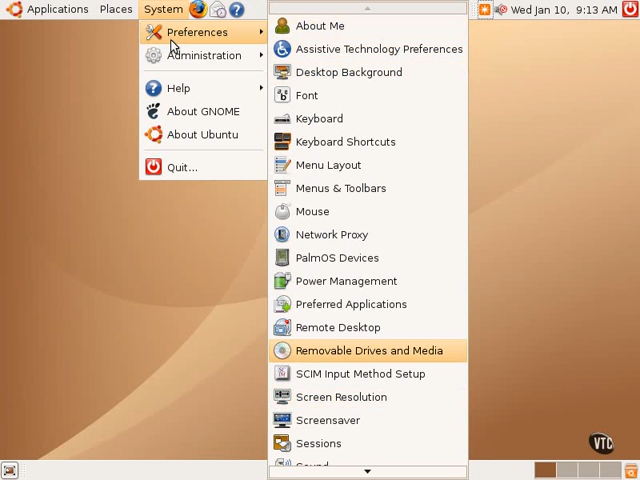 Applications Places System Wed Jan 10, 9:13 AM
Preferences
Administration
Help
About GNOME
About Ubuntu
Quit...
About Me
Assistive Technology Preferences
Desktop Background
Font
Keyboard
Keyboard Shortcuts
Menu Layout
Menus & Toolbars
Mouse
Network Proxy
PalmOS Devices
Power Management
Preferred Applications
Remote Desktop
Removable Drives and Media
SCIM Input Method Setup
Screen Resolution
Screensaver
Sessions
Sound
VTC